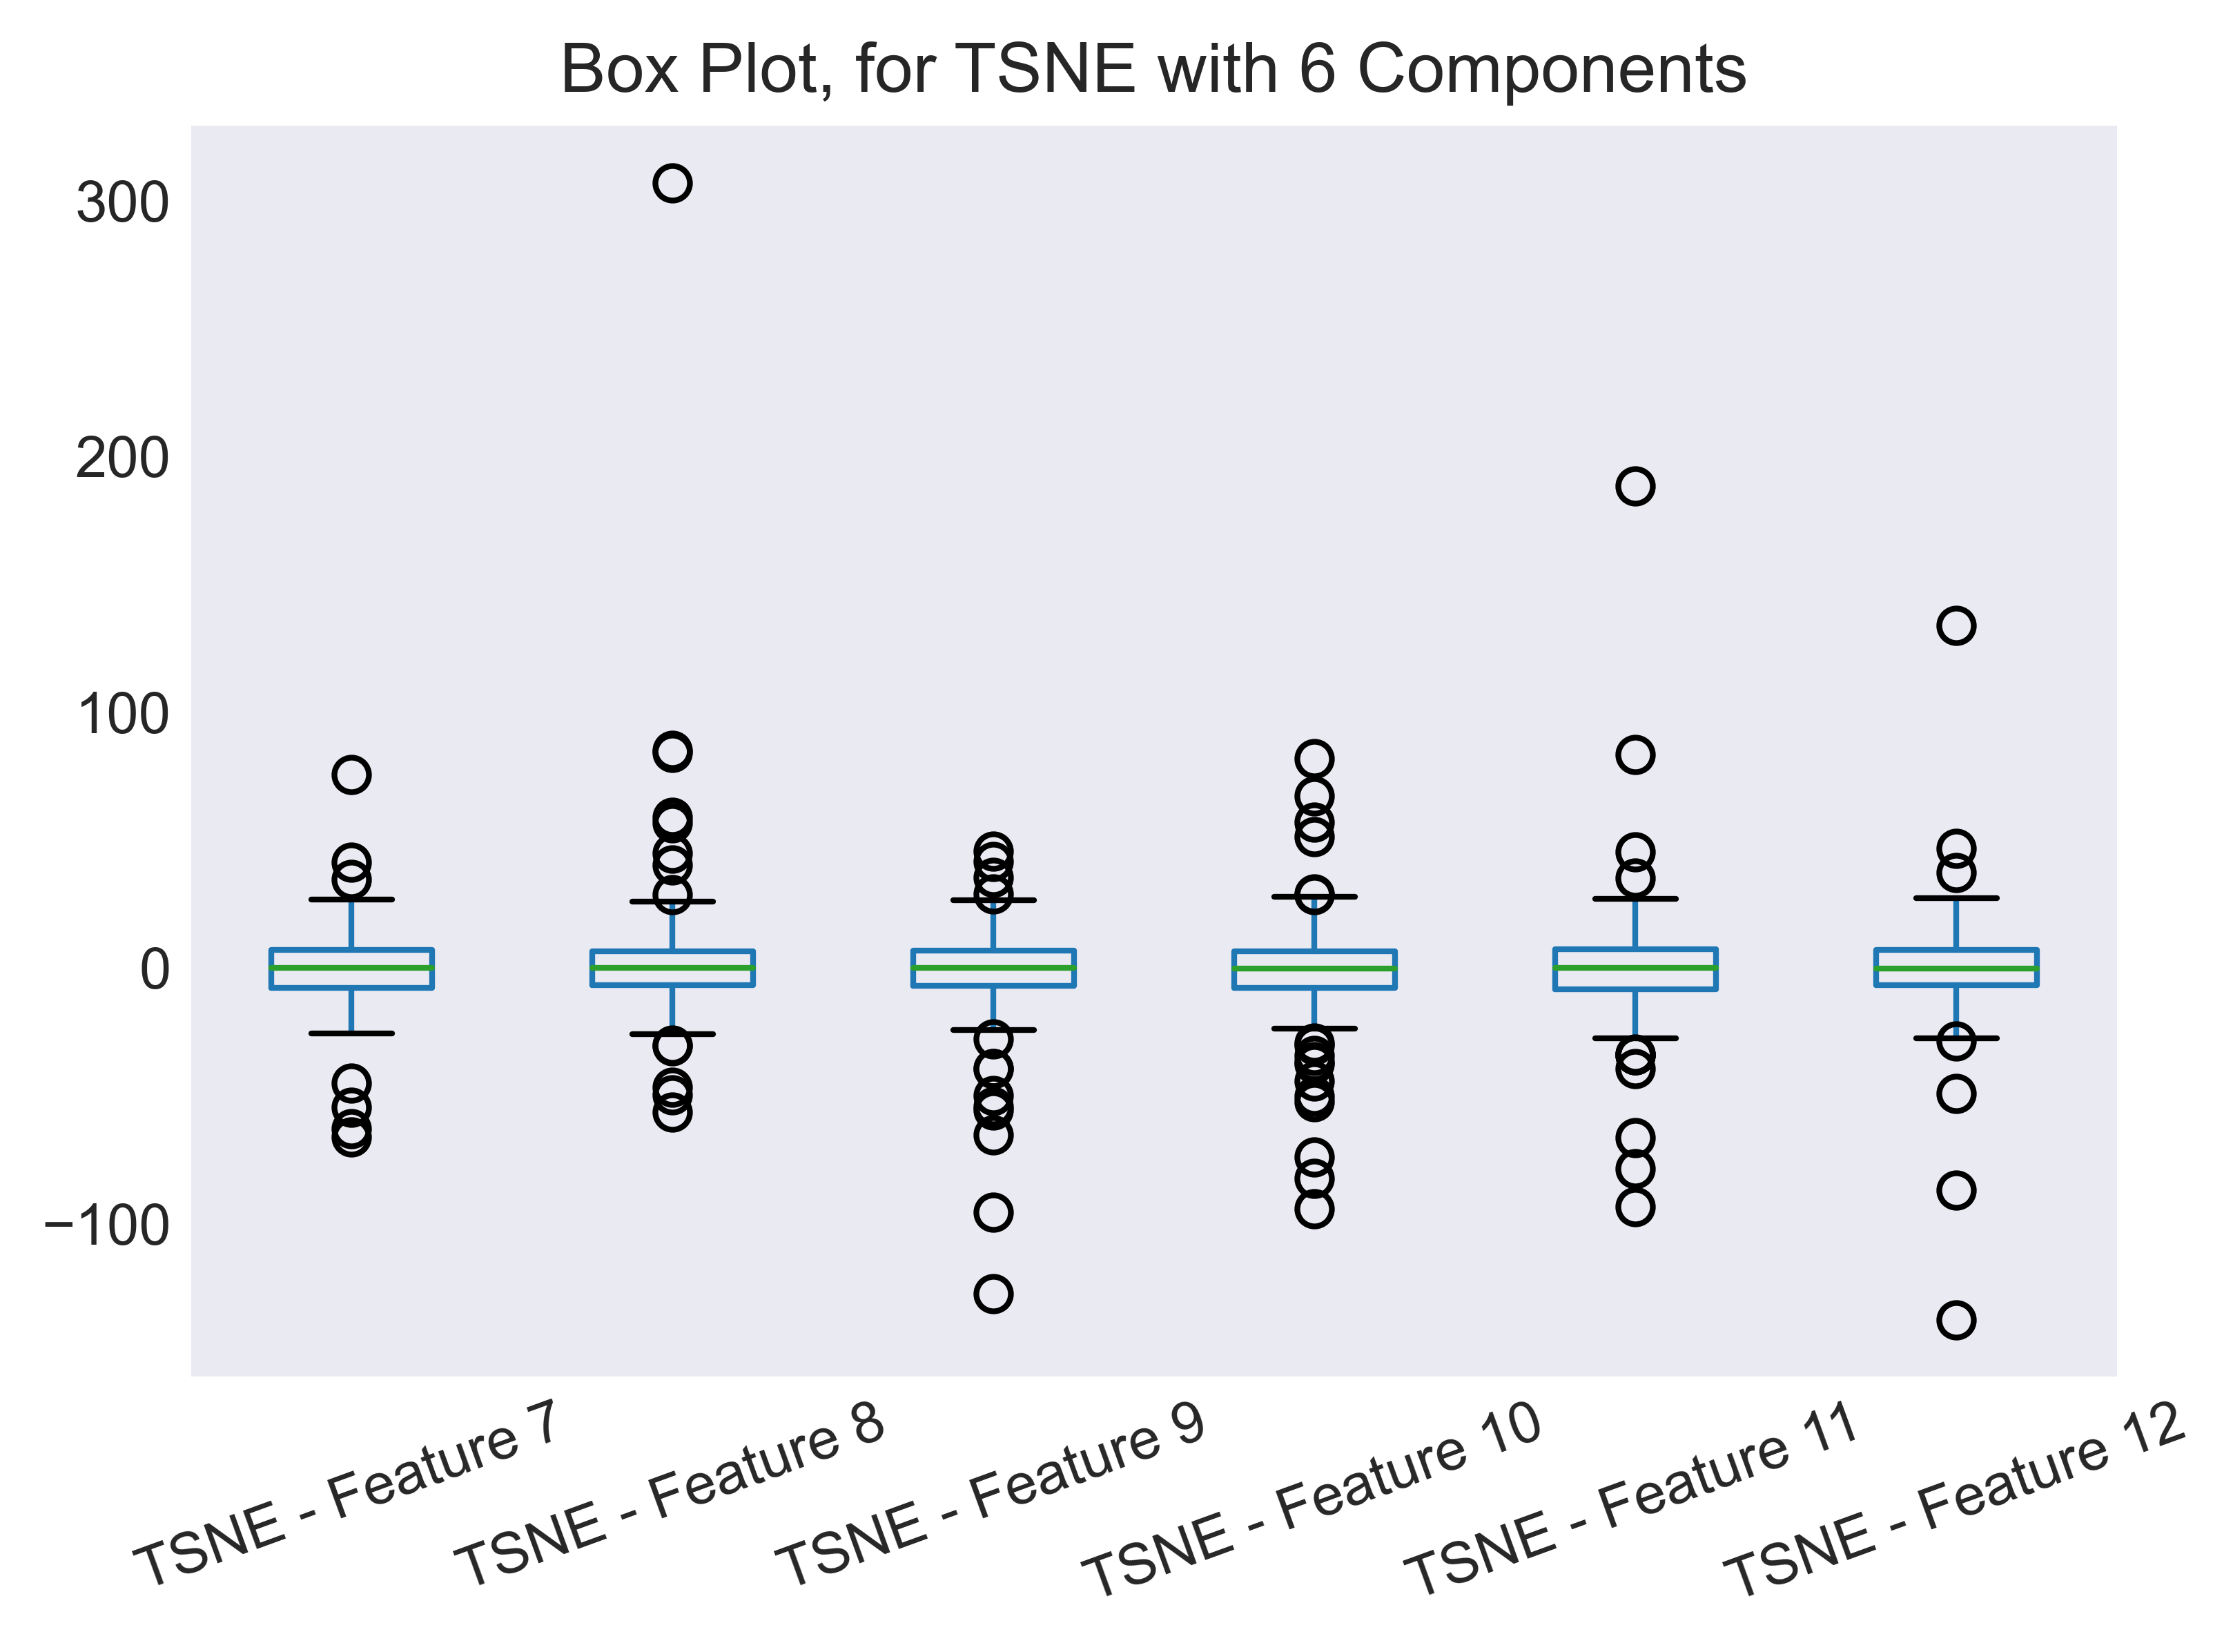 Box Plot, for TSNE with 6 Components
300
200
100
0
−100
TSNE - Feature 7
TSNE - Feature 8
TSNE - Feature 9
TSNE - Feature 10
TSNE - Feature 11
TSNE - Feature 12